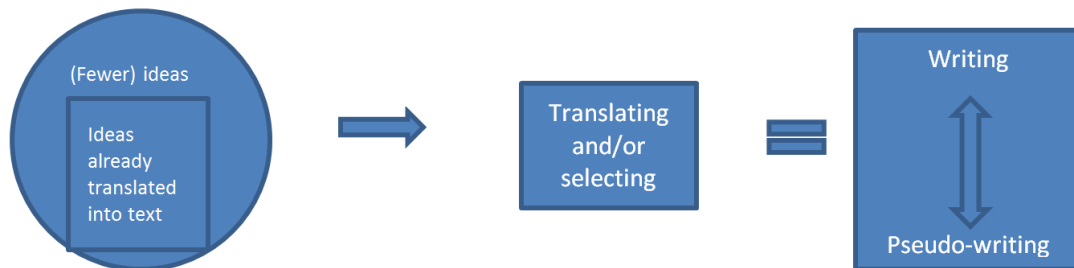 (Fewer) ideas
Ideas
already
translated
into text
Translating
and/or
selecting
Writing
Pseudo-writing